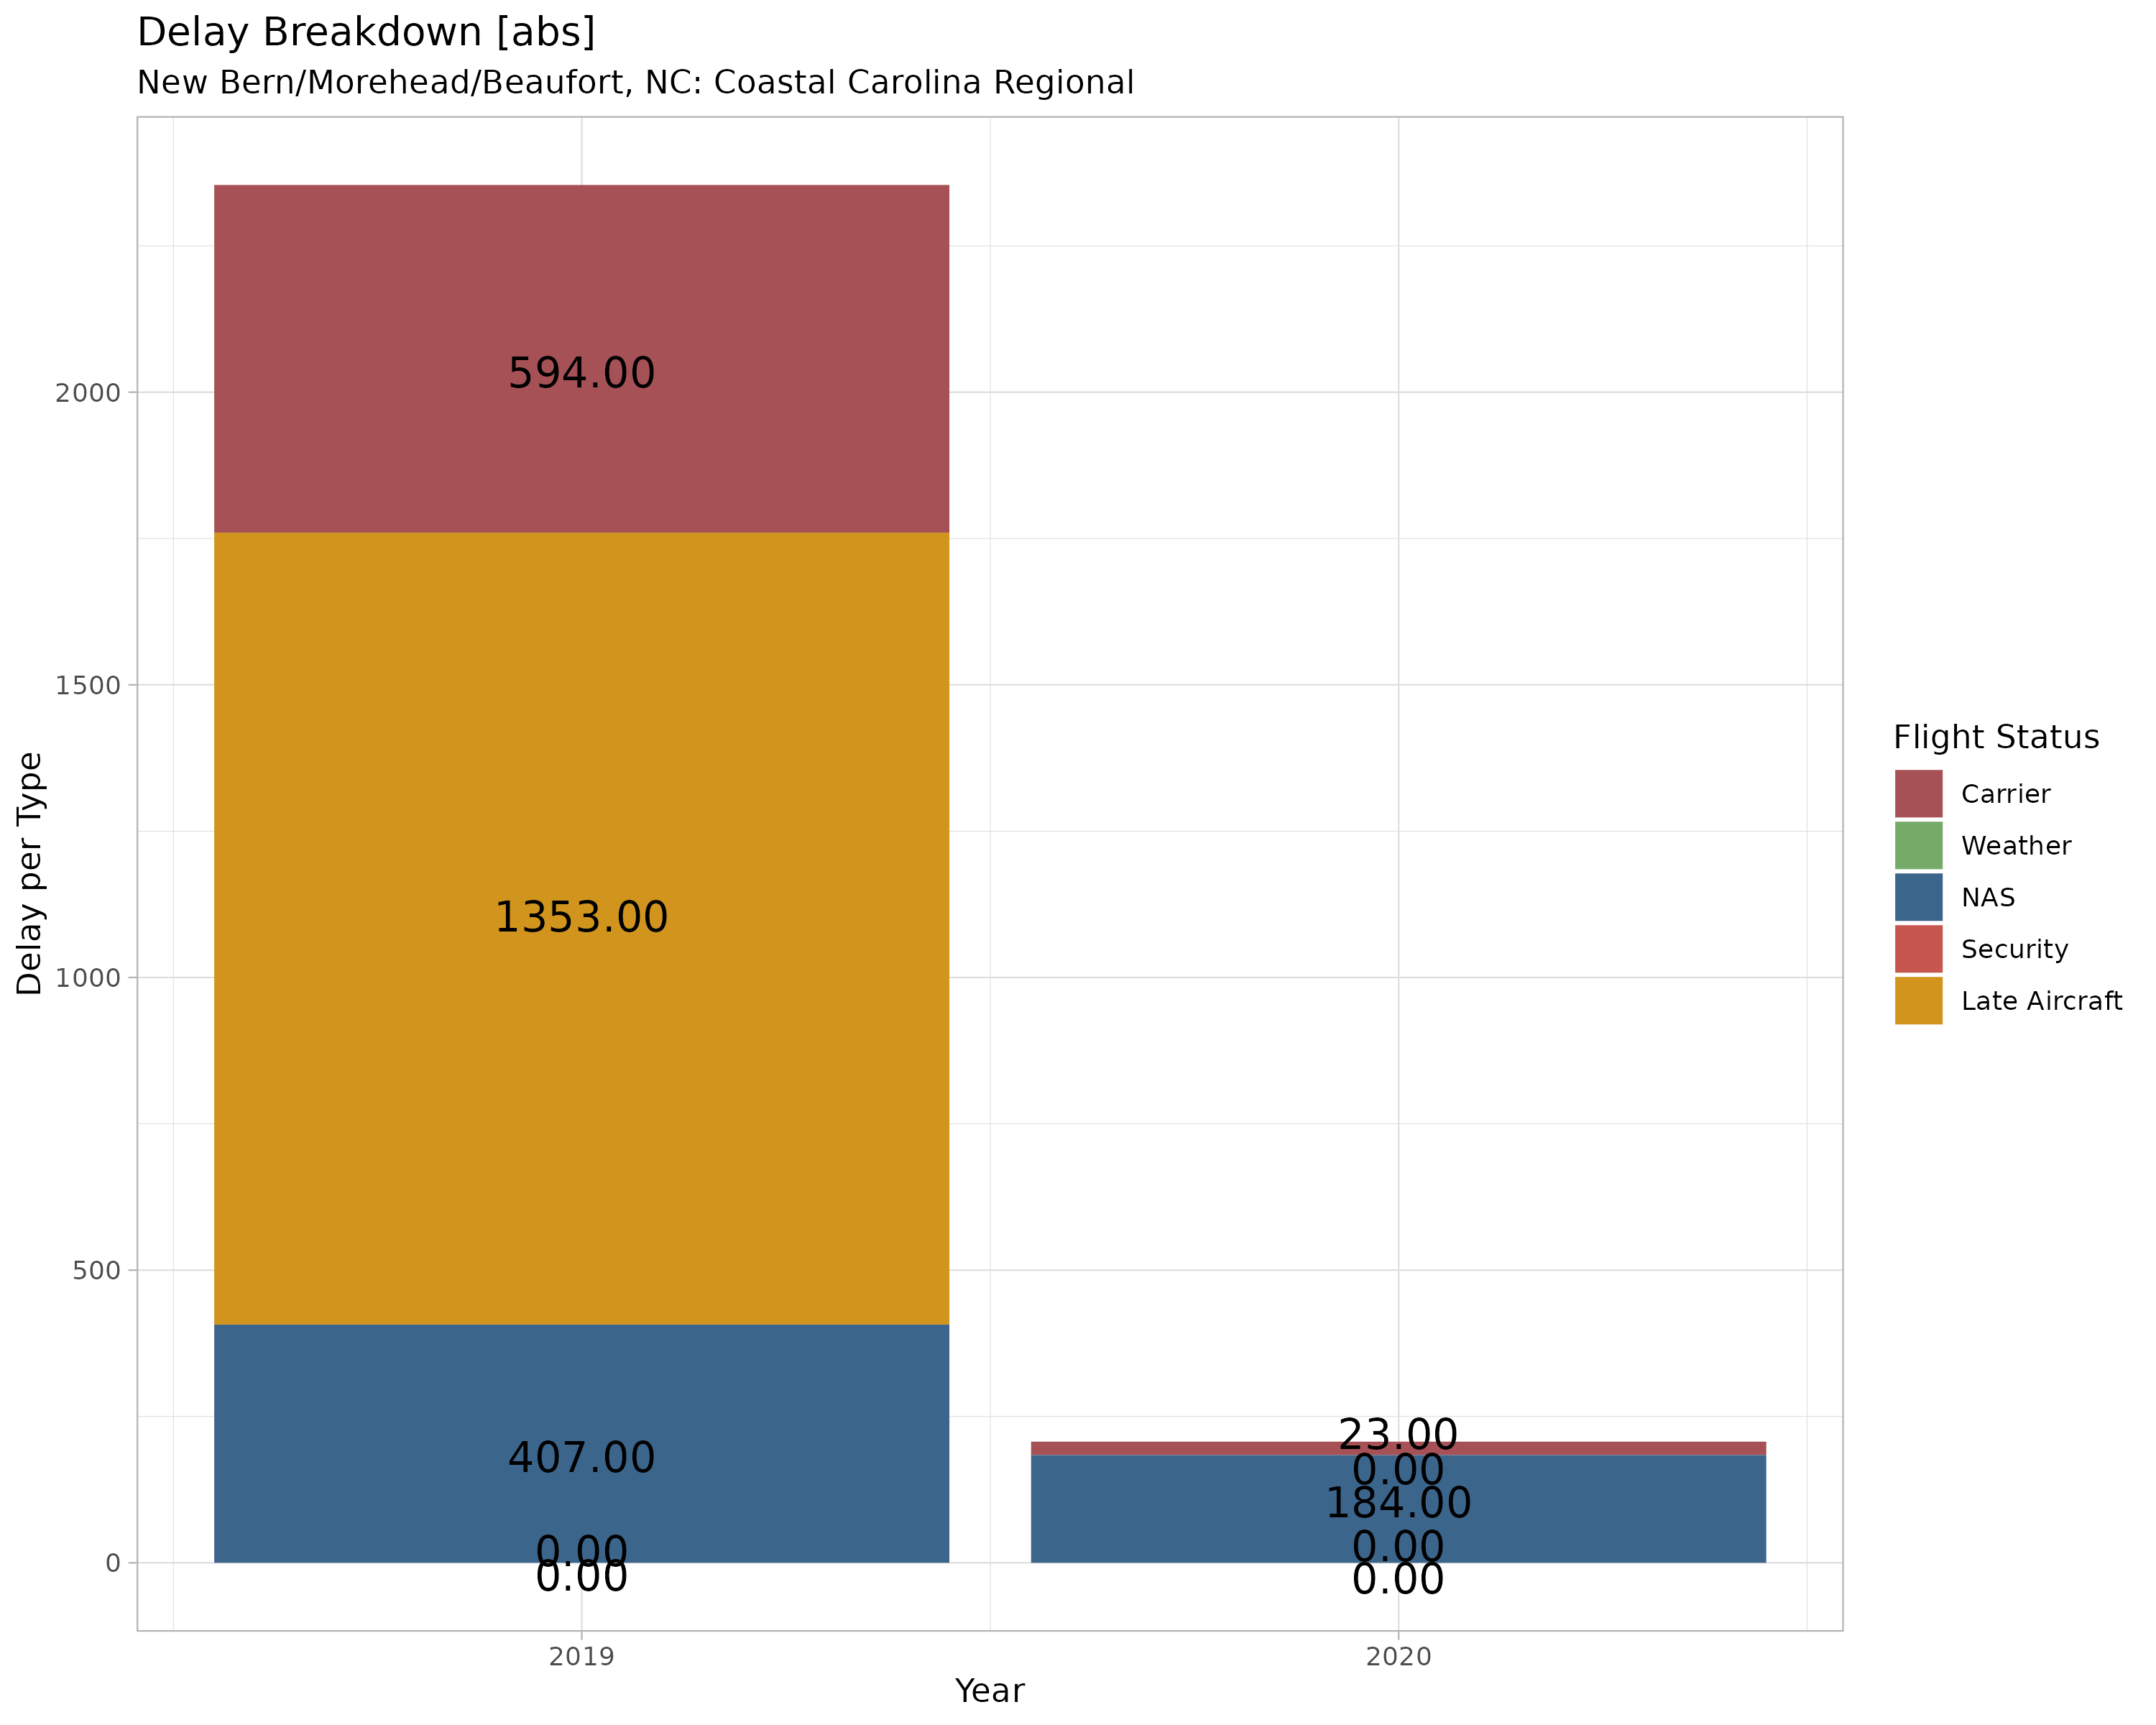 Delay Breakdown [abs]
New Bern/Morehead/Beaufort, NC: Coastal Carolina Regional
Delay per Type
2000
1500
1000
500
0
594.00
1353.00
407.00
0.00
0.00
23.00
0.00
184.00
0.00
0.00
2019
2020
Year
Flight Status
Carrier
Weather
NAS
Security
Late Aircraft